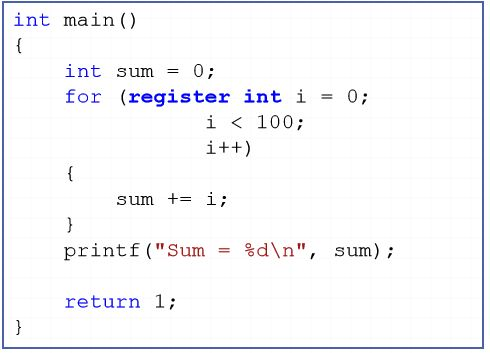 int main()
{
    int sum = 0;
    for (register int i = 0;
               i < 100;
               i++)
    {
        sum += i;
    }
    printf("Sum = %d\n", sum);

    return 1;
}